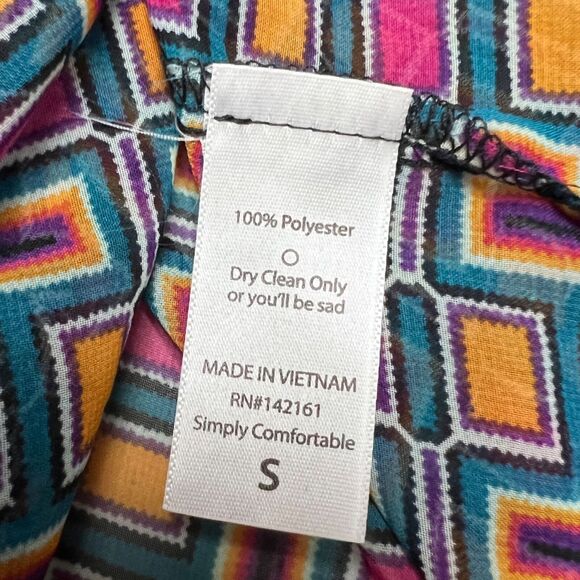 100% Polyester
Dry Clean Only
or you'll be sad
MADE IN VIETNAM
RN#142161
Simply Comfortable
S